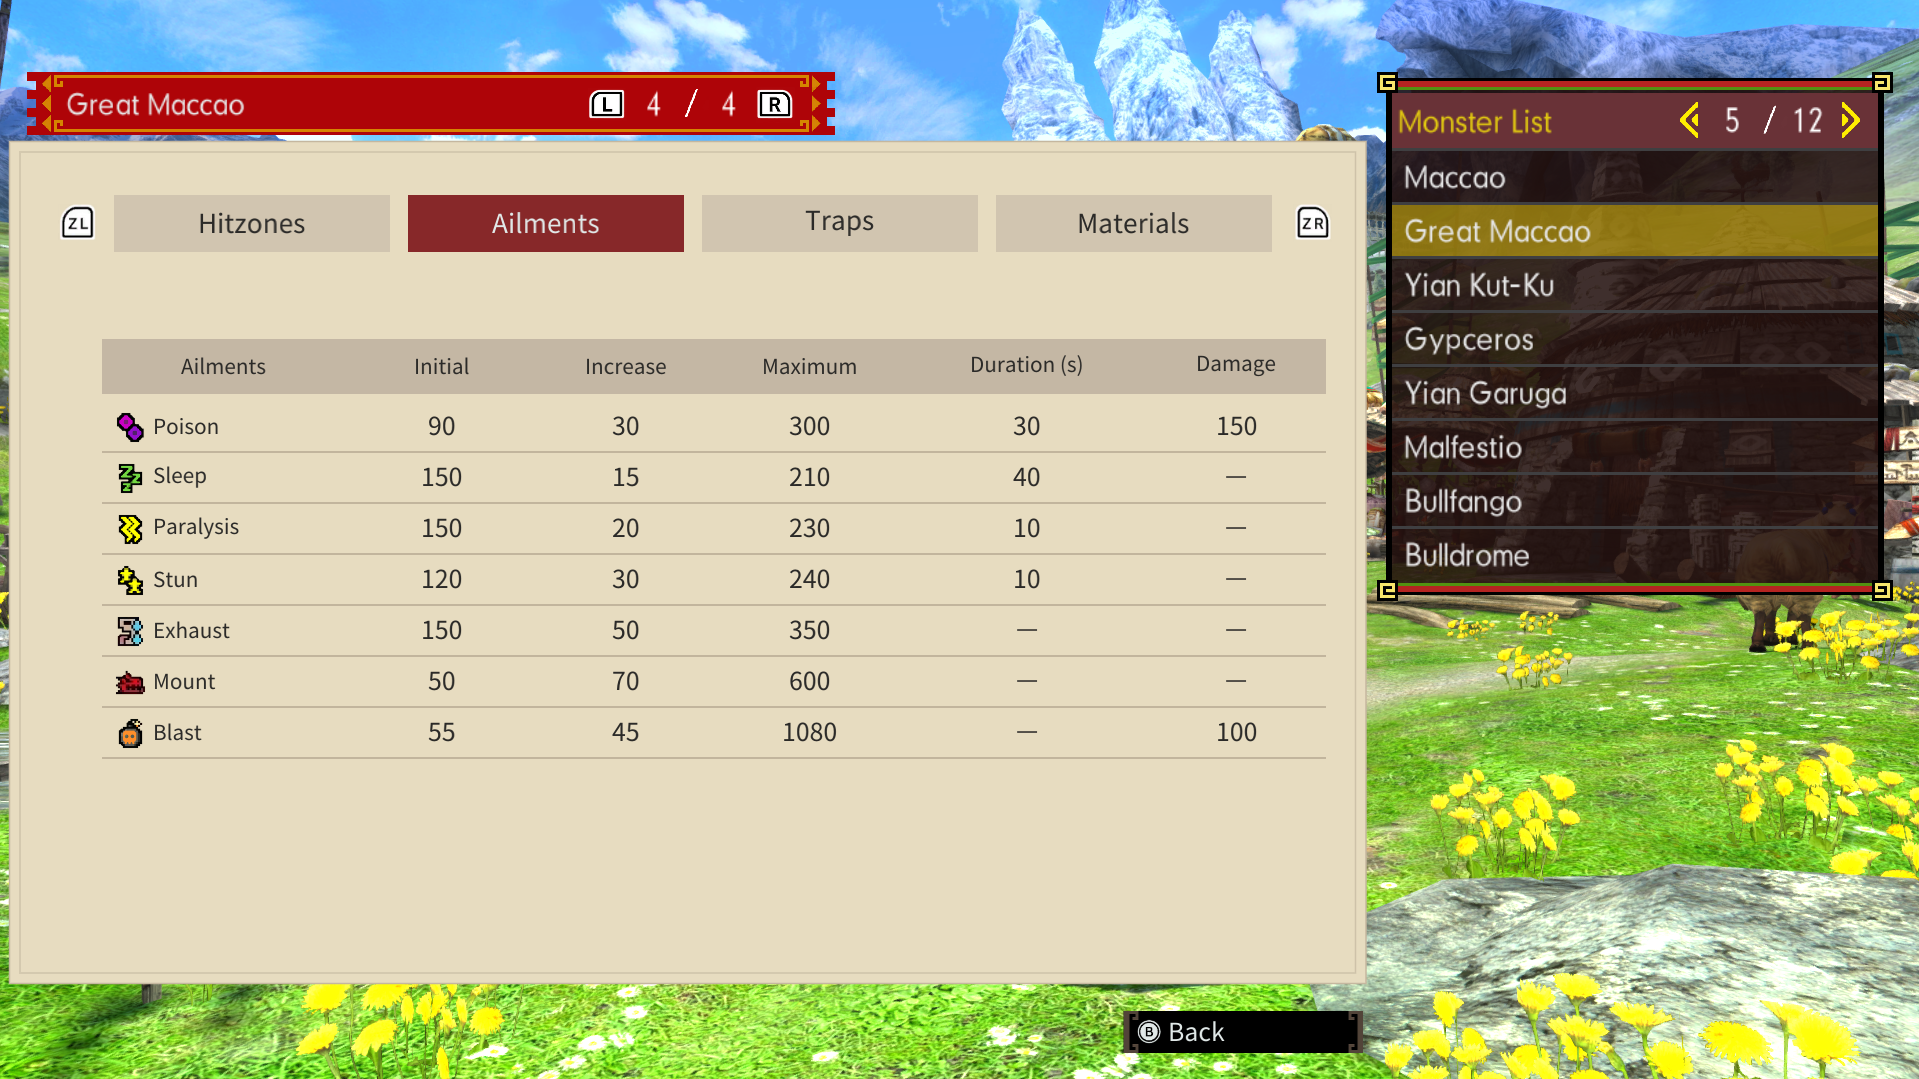 Great Maccao L 4 / 4 R
ZL Hitzones Ailments Traps Materials ZR
Ailments Initial Increase Maximum Duration (s) Damage
Poison 90 30 300 30 150
Sleep 150 15 210 40 —
Paralysis 150 20 230 10 —
Stun 120 30 240 10 —
Exhaust 150 50 350 — —
Mount 50 70 600 — —
Blast 55 45 1080 — 100
Monster List 5 / 12
Maccao
Great Maccao
Yian Kut-Ku
Gypceros
Yian Garuga
Malfestio
Bullfango
Bulldrome
B Back